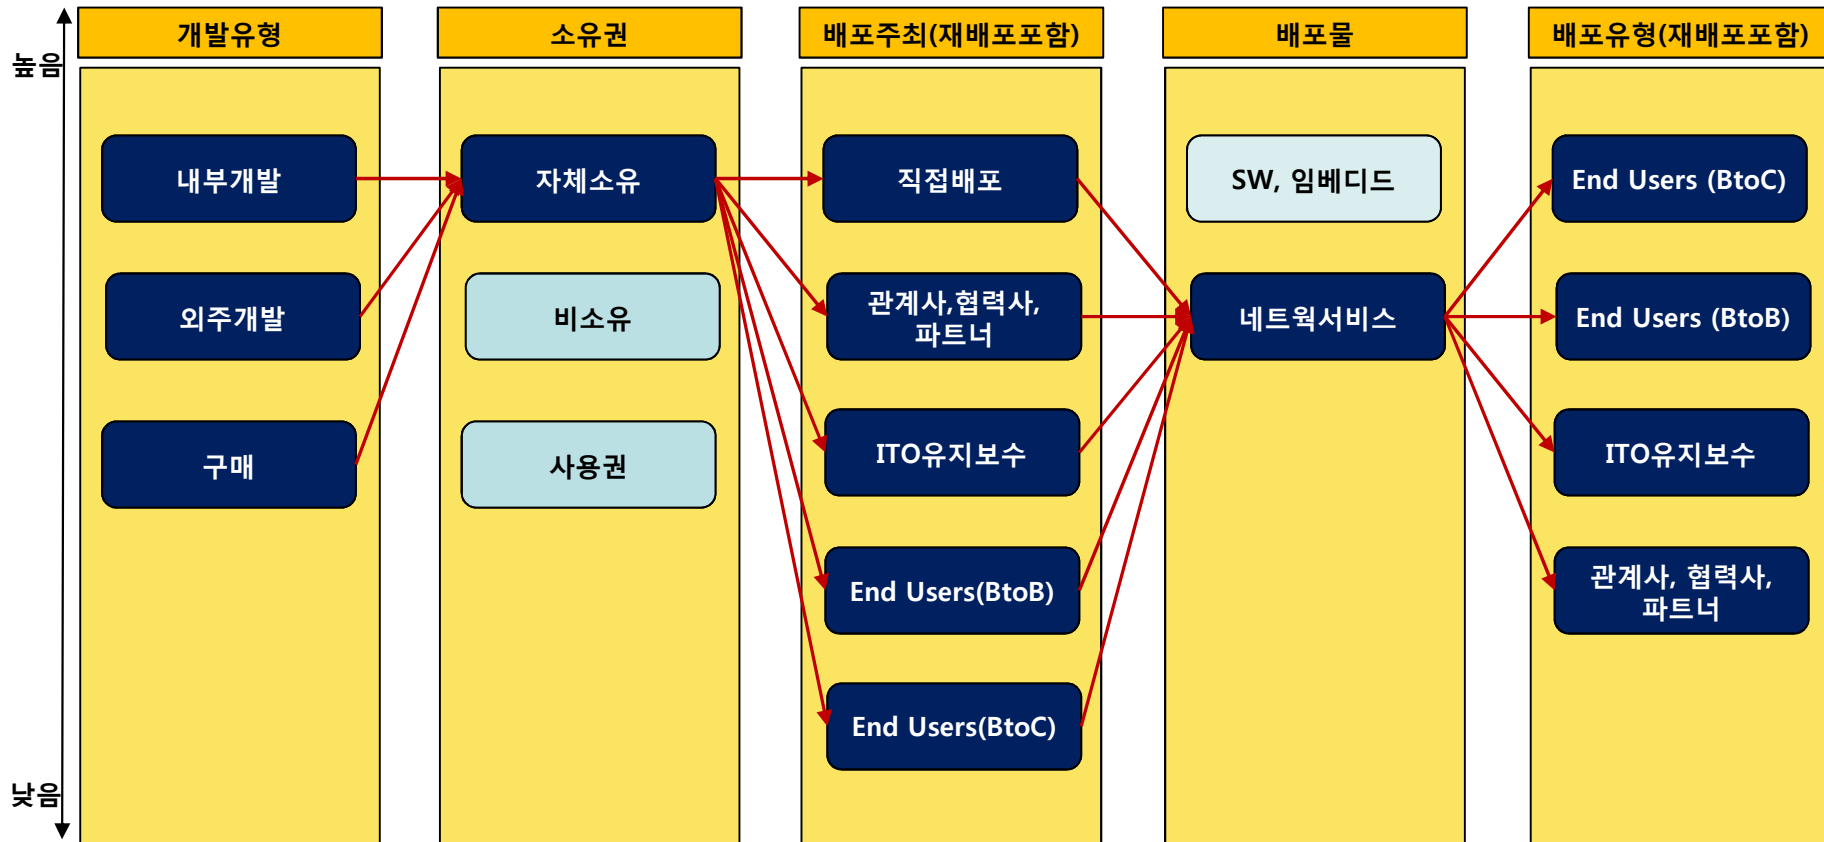 개발유형
소유권
배포주최(재배포포함)
배포물
배포유형(재배포포함)
높음
내부개발
자체소유
직접배포
SW, 임베디드
End Users (BtoC)
외주개발
비소유
관계사,협력사,
파트너
네트웍서비스
End Users (BtoB)
구매
사용권
ITO유지보수
ITO유지보수
End Users(BtoB)
관계사, 협력사,
파트너
End Users(BtoC)
낮음